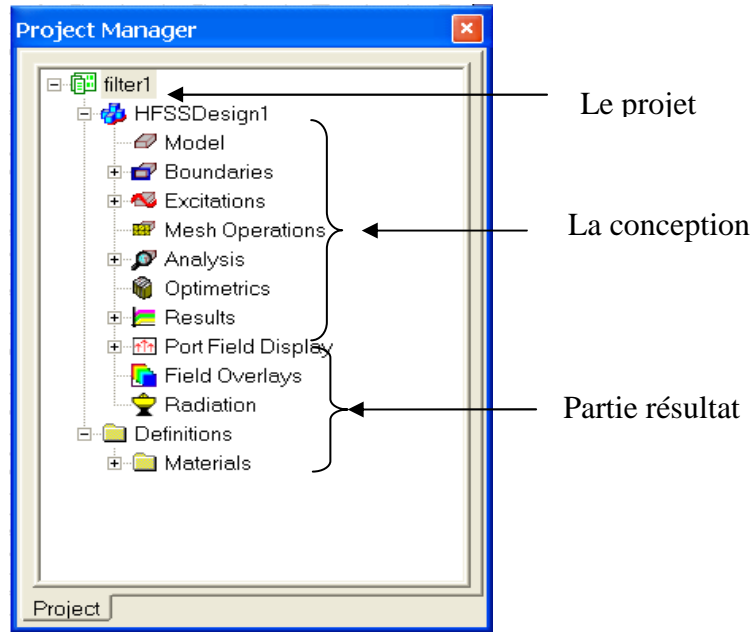 Project Manager
filter1
Le projet
HFSSDesign1
Model
Boundaries
Excitations
Mesh Operations
La conception
Analysis
Optimetrics
Results
Port Field Display
Field Overlays
Radiation
Partie résultat
Definitions
Materials
Project